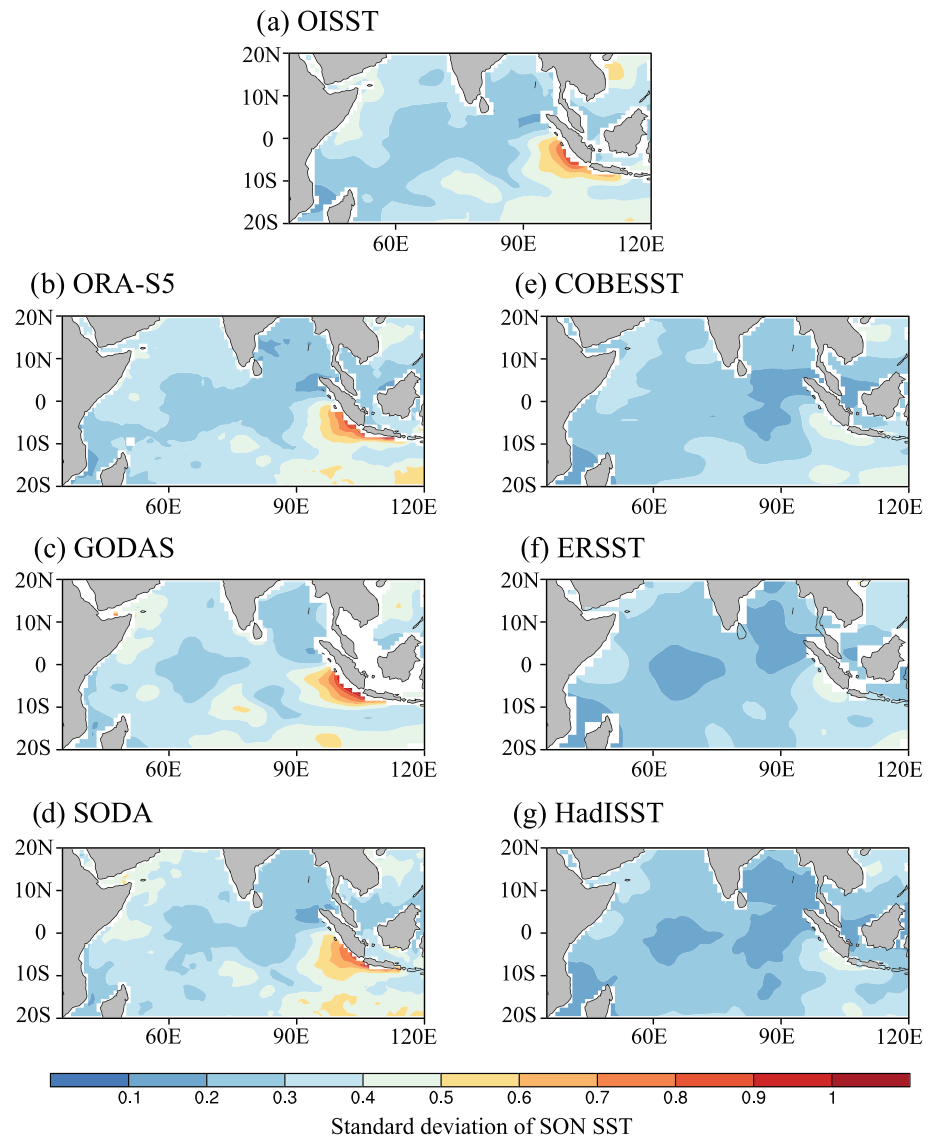 (a) OISST
20N
10N
0
10S
20S
60E 90E 120E
(b) ORA-S5
20N
10N
0
10S
20S
60E 90E 120E
(e) COBESST
20N
10N
0
10S
20S
60E 90E 120E
(c) GODAS
20N
10N
0
10S
20S
60E 90E 120E
(f) ERSST
20N
10N
0
10S
20S
60E 90E 120E
(d) SODA
20N
10N
0
10S
20S
60E 90E 120E
(g) HadISST
20N
10N
0
10S
20S
60E 90E 120E
0.1 0.2 0.3 0.4 0.5 0.6 0.7 0.8 0.9 1
Standard deviation of SON SST